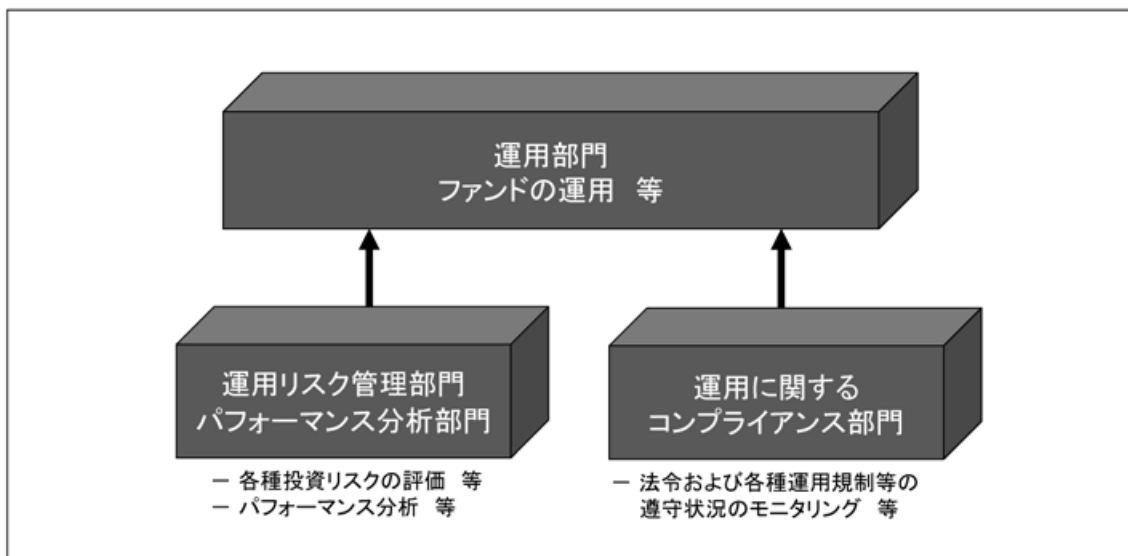 運用部門
ファンドの運用 等
運用リスク管理部門
パフォーマンス分析部門
－ 各種投資リスクの評価 等
－ パフォーマンス分析 等
運用に関する
コンプライアンス部門
－ 法令および各種運用規制等の
遵守状況のモニタリング 等